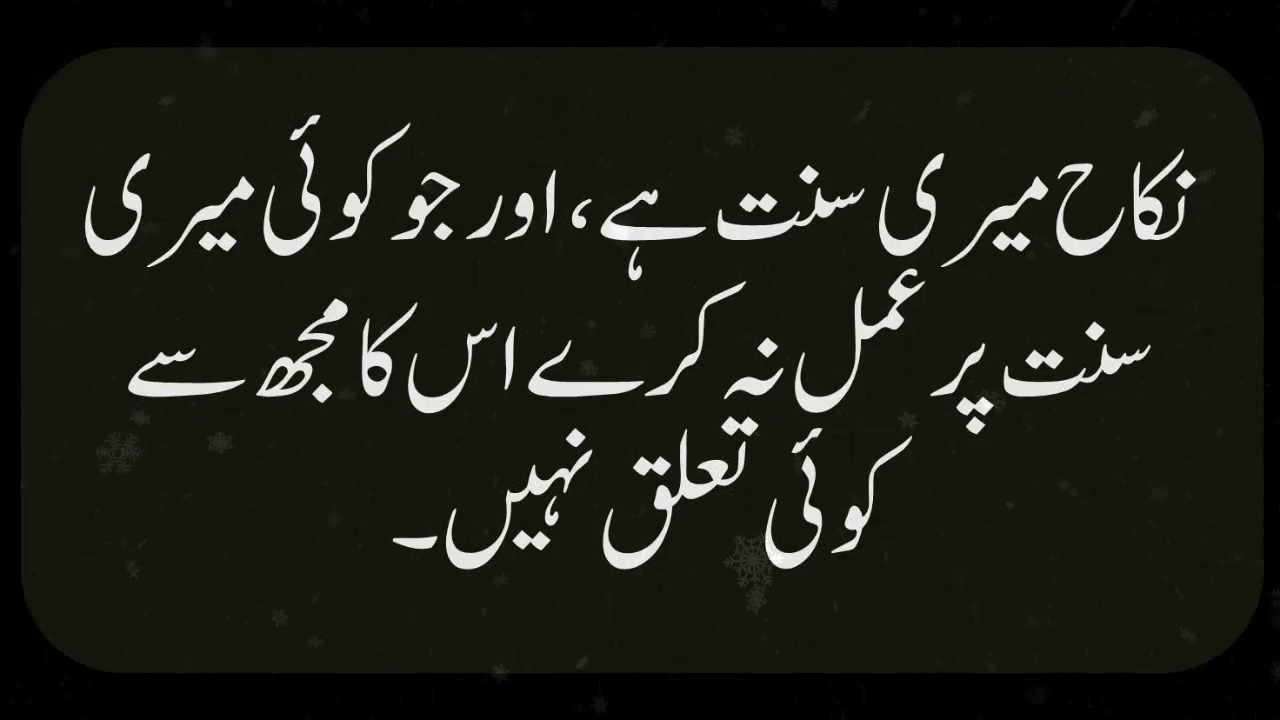 نکاح میری سنت ہے، اور جو کوئی میری
سنت پر عمل نہ کرے اس کا مجھ سے
کوئی تعلق نہیں۔